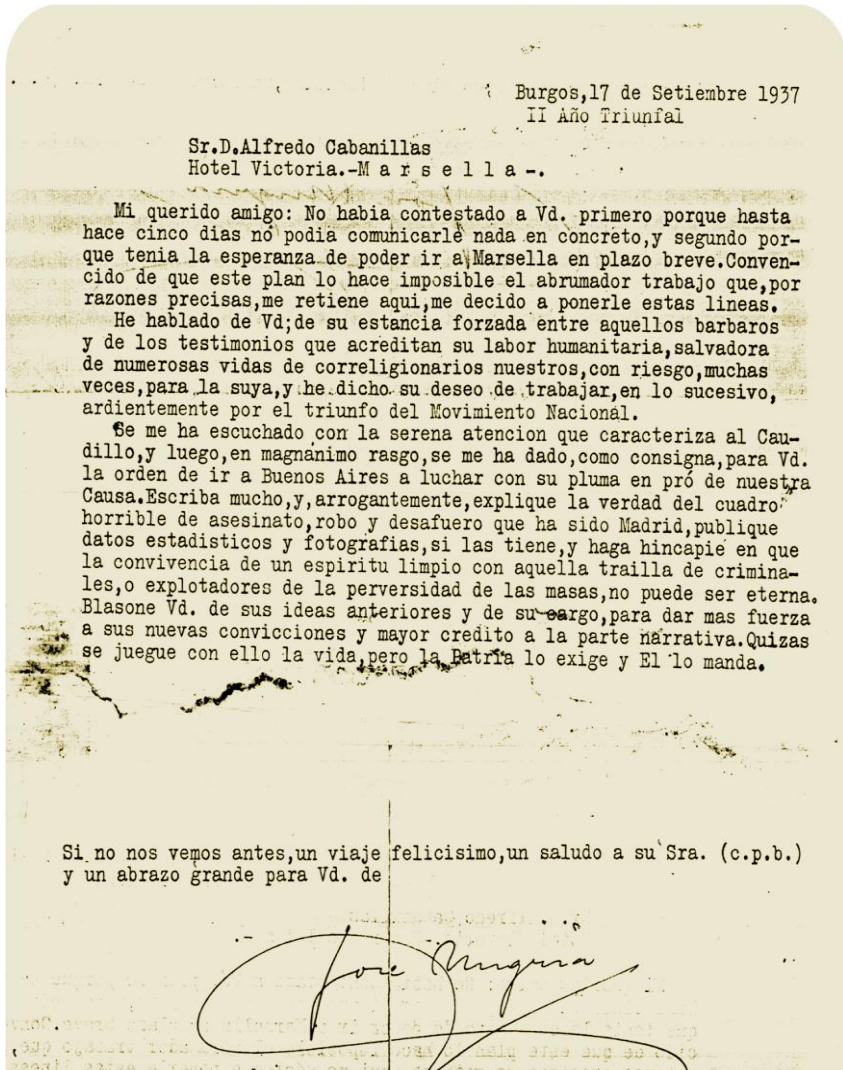 Burgos,17 de Setiembre 1937
II Año Triunfal
Sr.D.Alfredo Cabanillas
Hotel Victoria.-M a r s e l l a -.
Mi querido amigo: No habia contestado a Vd. primero porque hasta
hace cinco dias no podia comunicarle nada en concreto,y segundo por-
que tenia la esperanza de poder ir a Marsella en plazo breve.Conven-
cido de que este plan lo hace imposible el abrumador trabajo que,por
razones precisas,me retiene aqui,me decido a ponerle estas lineas.
He hablado de Vd;de su estancia forzada entre aquellos barbaros
y de los testimonios que acreditan su labor humanitaria,salvadora
de numerosas vidas de correligionarios nuestros,con riesgo,muchas
veces,para la suya,y he dicho su deseo de trabajar,en lo sucesivo,
ardientemente por el triunfo del Movimiento Nacional.
Se me ha escuchado con la serena atencion que caracteriza al Cau-
dillo,y luego,en magnánimo rasgo,se me ha dado,como consigna,para Vd.
la orden de ir a Buenos Aires a luchar con su pluma en pró de nuestra
Causa.Escriba mucho,y,arrogantemente,explique la verdad del cuadro
horrible de asesinato,robo y desafuero que ha sido Madrid,publique
datos estadisticos y fotografias,si las tiene,y haga hincapié en que
la convivencia de un espiritu limpio con aquella trailla de crimina-
les,o explotadores de la perversidad de las masas,no puede ser eterna.
Blasone Vd. de sus ideas anteriores y de su cargo,para dar mas fuerza
a sus nuevas convicciones y mayor credito a la parte narrativa.Quizas
se juegue con ello la vida,pero la Patria lo exige y El lo manda.
Si no nos vemos antes,un viaje felicisimo,un saludo a su Sra. (c.p.b.)
y un abrazo grande para Vd. de
José